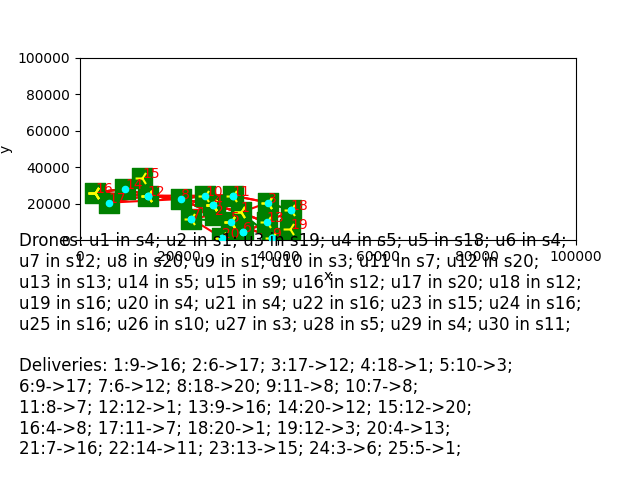 100000
80000
60000
40000
20000
0
y
0 20000 40000 60000 80000 100000
x
Drones: u1 in s4; u2 in s1; u3 in s19; u4 in s5; u5 in s18; u6 in s4;
u7 in s12; u8 in s20; u9 in s1; u10 in s3; u11 in s7; u12 in s20;
u13 in s13; u14 in s5; u15 in s9; u16 in s12; u17 in s20; u18 in s12;
u19 in s16; u20 in s4; u21 in s4; u22 in s16; u23 in s15; u24 in s16;
u25 in s16; u26 in s10; u27 in s3; u28 in s5; u29 in s4; u30 in s11;
Deliveries: 1:9->16; 2:6->17; 3:17->12; 4:18->1; 5:10->3;
6:9->17; 7:6->12; 8:18->20; 9:11->8; 10:7->8;
11:8->7; 12:12->1; 13:9->16; 14:20->12; 15:12->20;
16:4->8; 17:11->7; 18:20->1; 19:12->3; 20:4->13;
21:7->16; 22:14->11; 23:13->15; 24:3->6; 25:5->1;